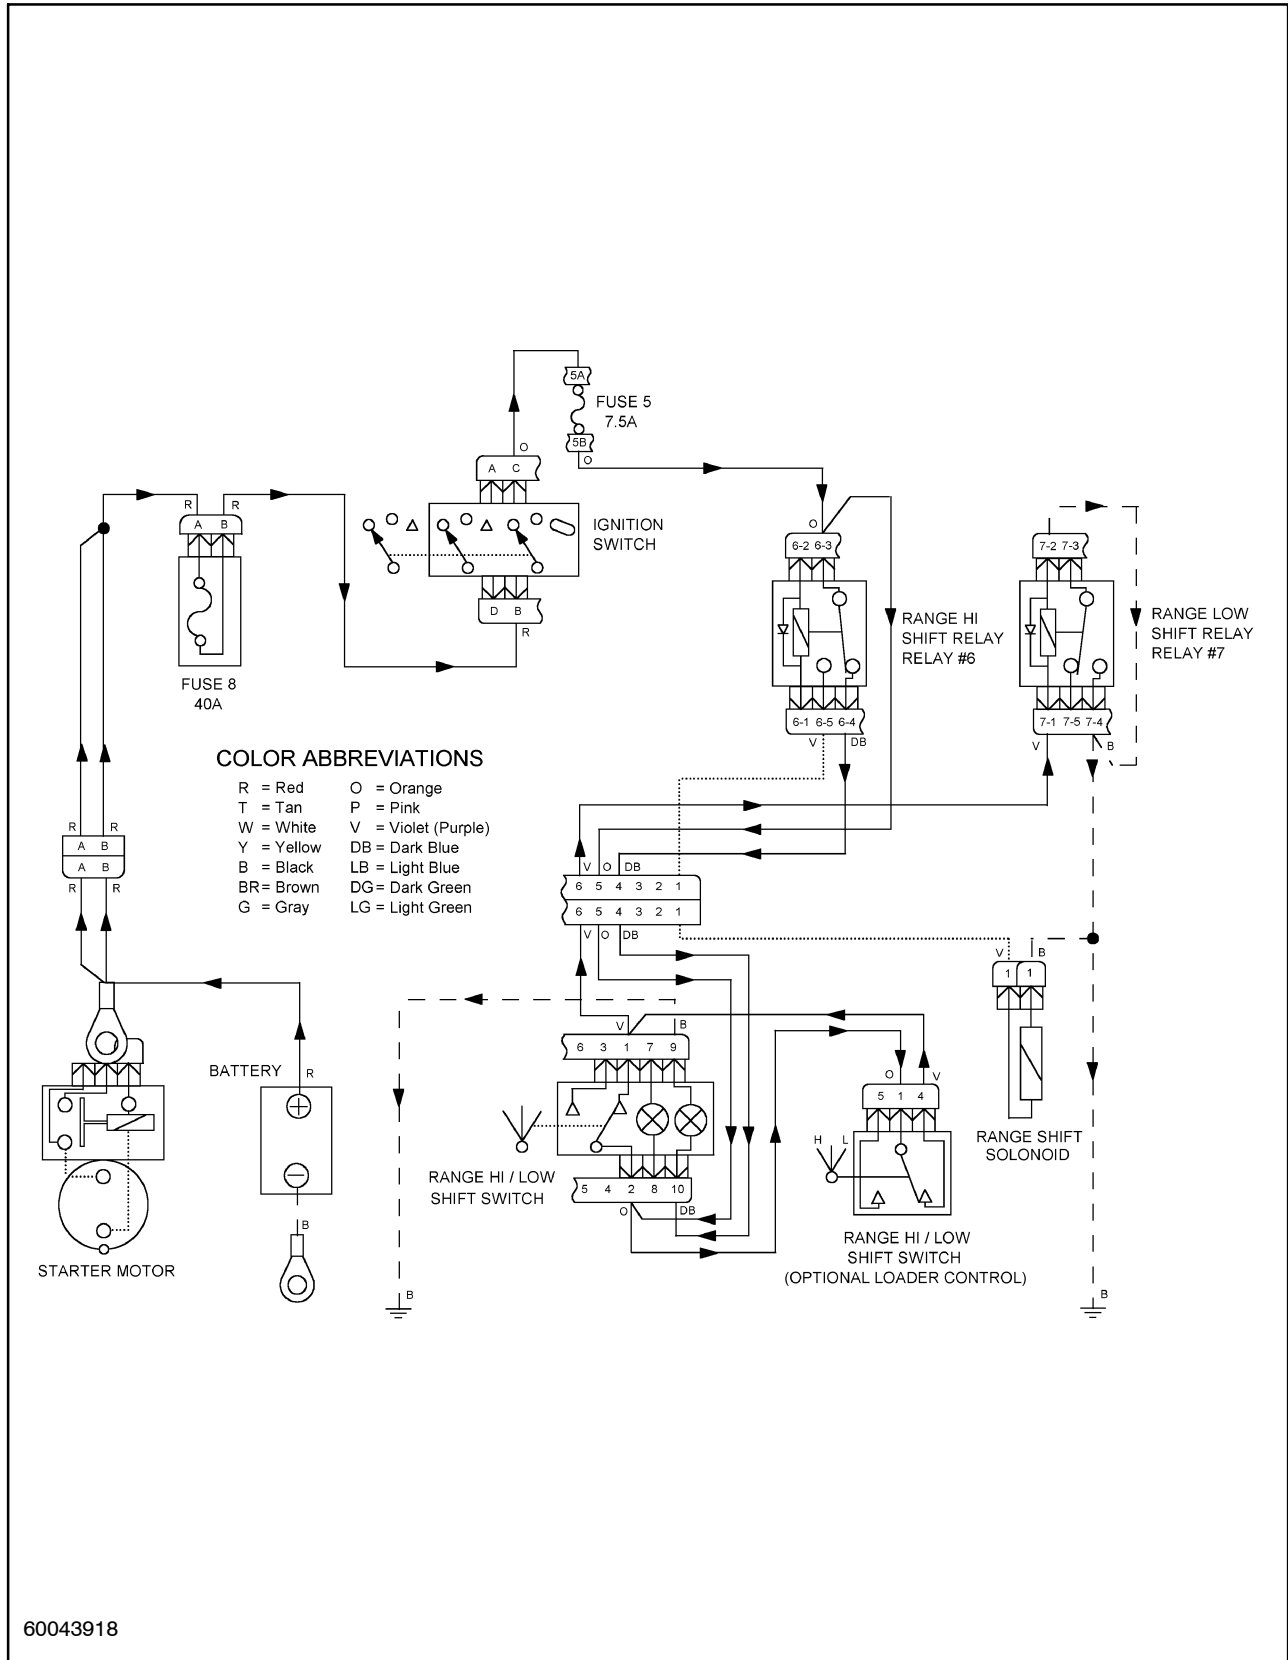 5A
FUSE 5
7.5A
5B
O
O
A C
R R
A B
IGNITION
SWITCH
O
6-2 6-3
7-2 7-3
D B
R
RANGE HI
SHIFT RELAY
RELAY #6
RANGE LOW
SHIFT RELAY
RELAY #7
FUSE 8
40A
6-1 6-5 6-4
7-1 7-5 7-4
V DB
V B
COLOR ABBREVIATIONS
R = Red O = Orange
T = Tan P = Pink
W = White V = Violet (Purple)
Y = Yellow DB = Dark Blue
B = Black LB = Light Blue
BR= Brown DG= Dark Green
G = Gray LG = Light Green
R R
A B
A B
R R
V O DB
6 5 4 3 2 1
6 5 4 3 2 1
V O DB
V B
1 1
V B
6 3 1 7 9
BATTERY R
O V
5 1 4
RANGE SHIFT
SOLONOID
H L
RANGE HI / LOW
SHIFT SWITCH
5 4 2 8 10
O DB
B
RANGE HI / LOW
SHIFT SWITCH
(OPTIONAL LOADER CONTROL)
STARTER MOTOR
B
B
60043918